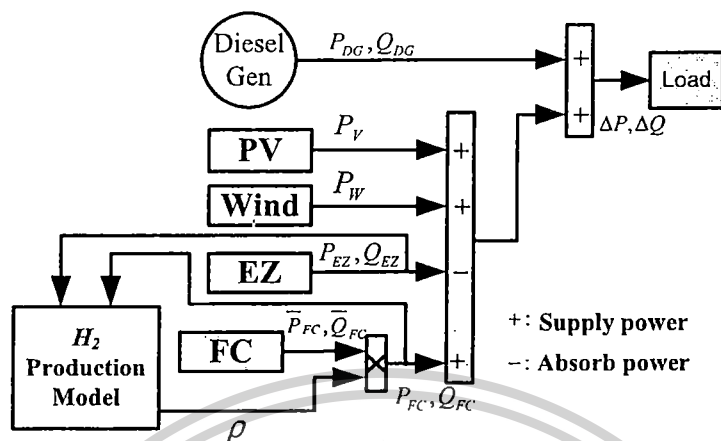 Diesel
Gen
P_DG, Q_DG
+
+
Load
ΔP, ΔQ
PV
P_V
+
Wind
P_W
+
EZ
P_EZ, Q_EZ
−
H_2
Production
Model
FC
P̅_FC, Q̅_FC
×
+
P_FC, Q_FC
ρ
+: Supply power
−: Absorb power